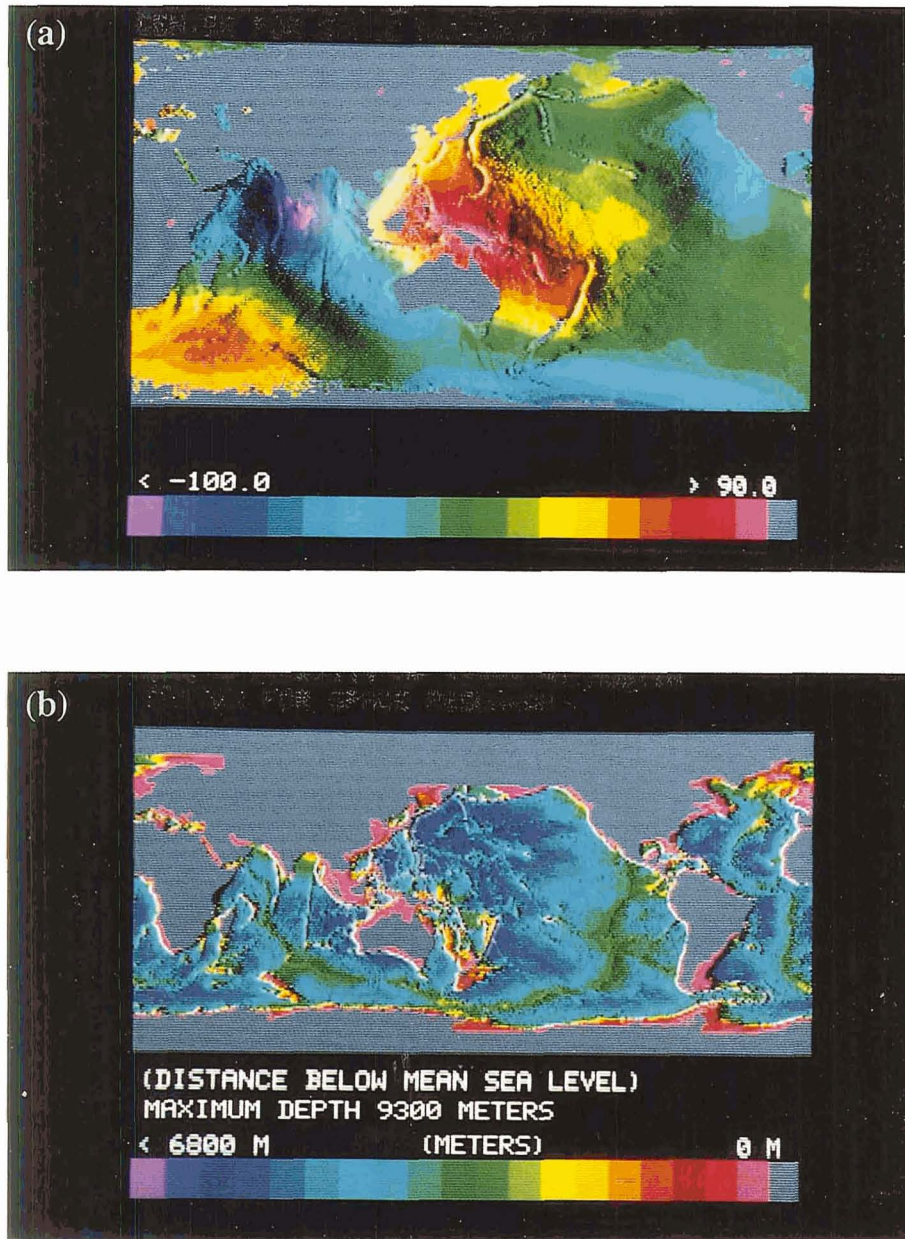 (a)
< -100.0 > 90.0
(b)
(DISTANCE BELOW MEAN SEA LEVEL)
MAXIMUM DEPTH 9300 METERS
< 6800 M (METERS) 0 M